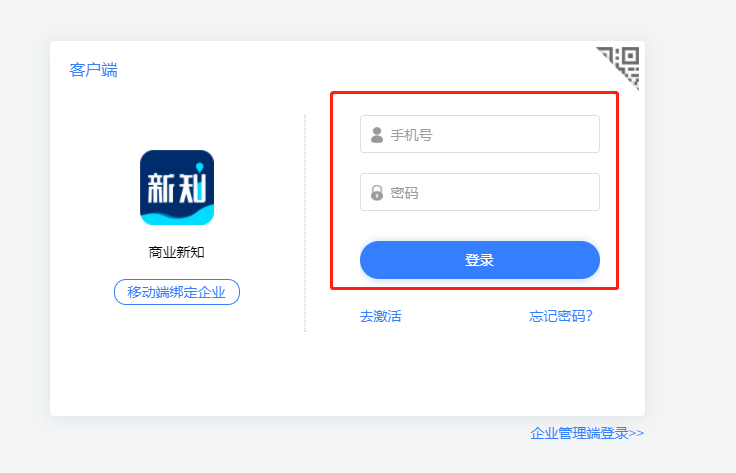 客户端
新知
商业新知
移动端绑定企业
手机号
密码
登录
去激活
忘记密码?
企业管理端登录>>